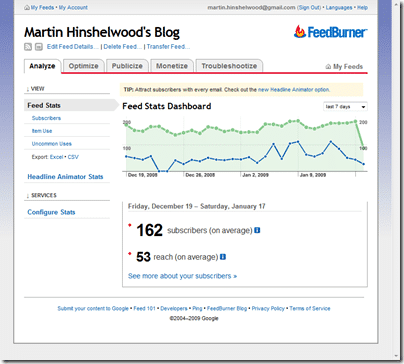 My Feeds • My Account
martin.hinshelwood@gmail.com (Sign Out) • Languages • Help
Martin Hinshelwood's Blog
FeedBurner
Edit Feed Details... | Delete Feed... | Transfer Feed...
Analyze
Optimize
Publicize
Monetize
Troubleshootize
My Feeds
VIEW
Feed Stats
Subscribers
Item Use
Uncommon Uses
Export: Excel • CSV
Headline Animator Stats
SERVICES
Configure Stats
TIP: Attract subscribers with every email. Check out the new Headline Animator option.
Feed Stats Dashboard
last 7 days
200
200
100
100
Dec 19, 2008
Dec 26, 2008
Jan 2, 2009
Jan 9, 2009
Friday, December 19 – Saturday, January 17
162 subscribers (on average)
53 reach (on average)
See more about your subscribers »
Submit your content to Google • Feed 101 • Developers • Ping • FeedBurner Blog • Privacy Policy • Terms of Service
©2004–2009 Google